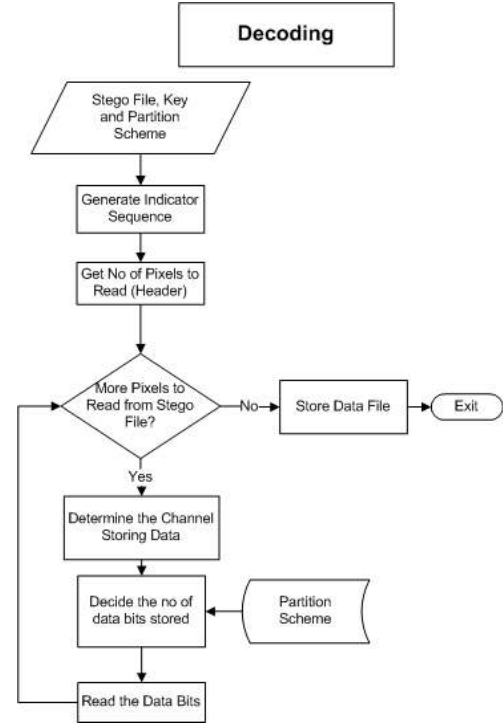 Decoding
Stego File, Key
and Partition
Scheme
Generate Indicator
Sequence
Get No of Pixels to
Read (Header)
More Pixels to
Read from Stego
File?
No
Store Data File
Exit
Yes
Determine the Channel
Storing Data
Decide the no of
data bits stored
Partition
Scheme
Read the Data Bits